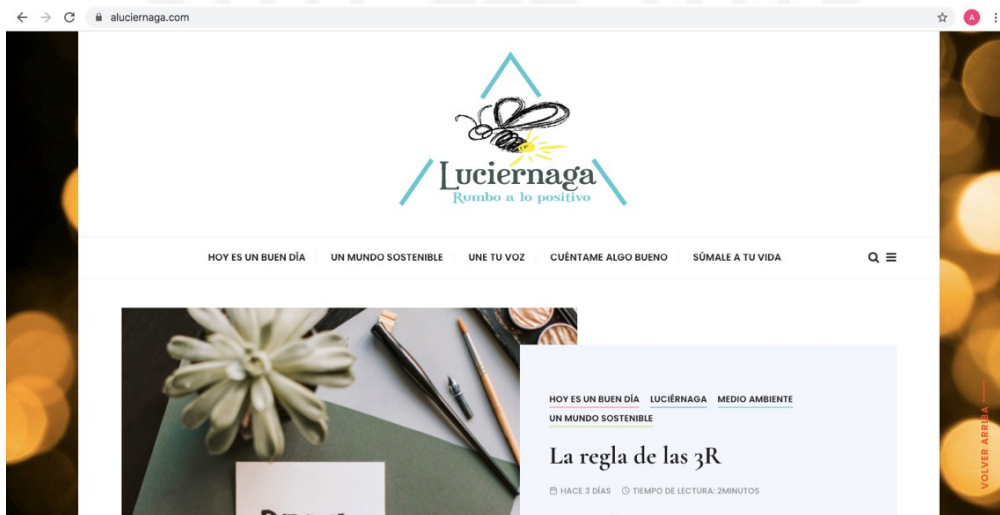 aluciernaga.com
A
Luciernaga
Rumbo a lo positivo
HOY ES UN BUEN DÍA UN MUNDO SOSTENIBLE UNE TU VOZ CUÉNTAME ALGO BUENO SÚMALE A TU VIDA
HOY ES UN BUEN DÍA LUCIÉRNAGA MEDIO AMBIENTE
UN MUNDO SOSTENIBLE
La regla de las 3R
HACE 3 DÍAS TIEMPO DE LECTURA: 2MINUTOS
VOLVER ARRIBA